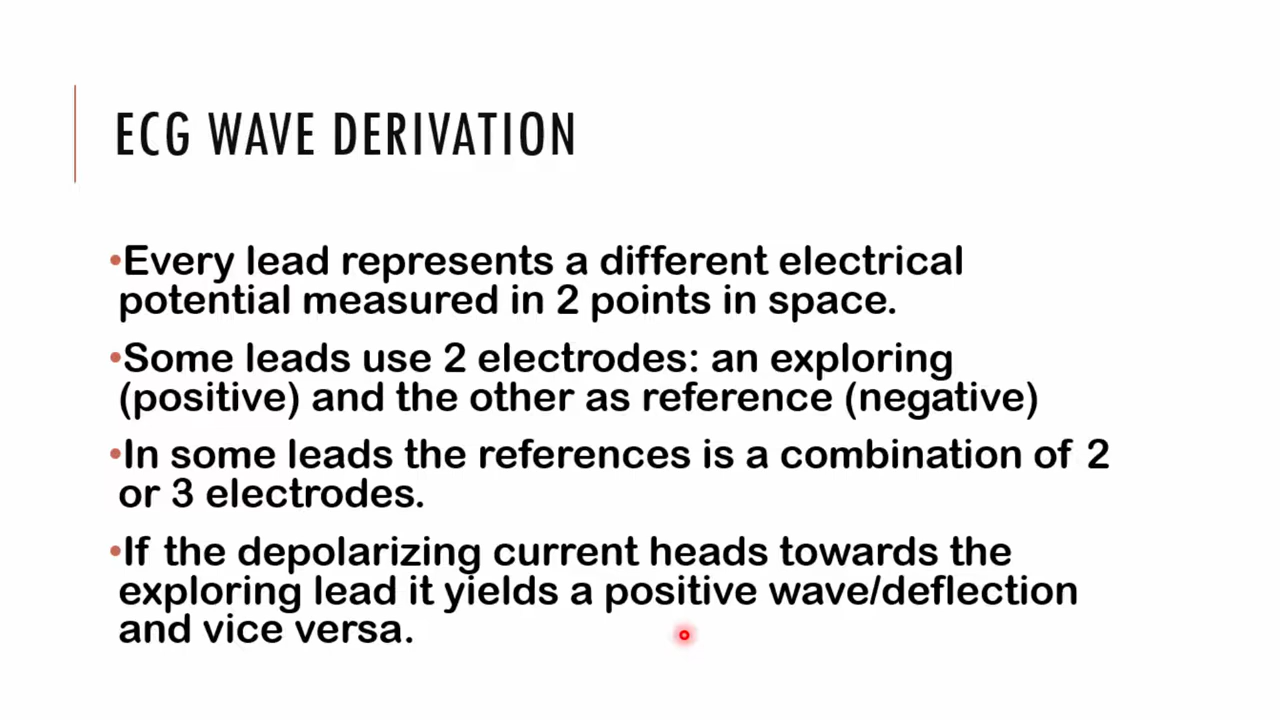 ECG WAVE DERIVATION
•Every lead represents a different electrical
potential measured in 2 points in space.
•Some leads use 2 electrodes: an exploring
(positive) and the other as reference (negative)
•In some leads the references is a combination of 2
or 3 electrodes.
•If the depolarizing current heads towards the
exploring lead it yields a positive wave/deflection
and vice versa.